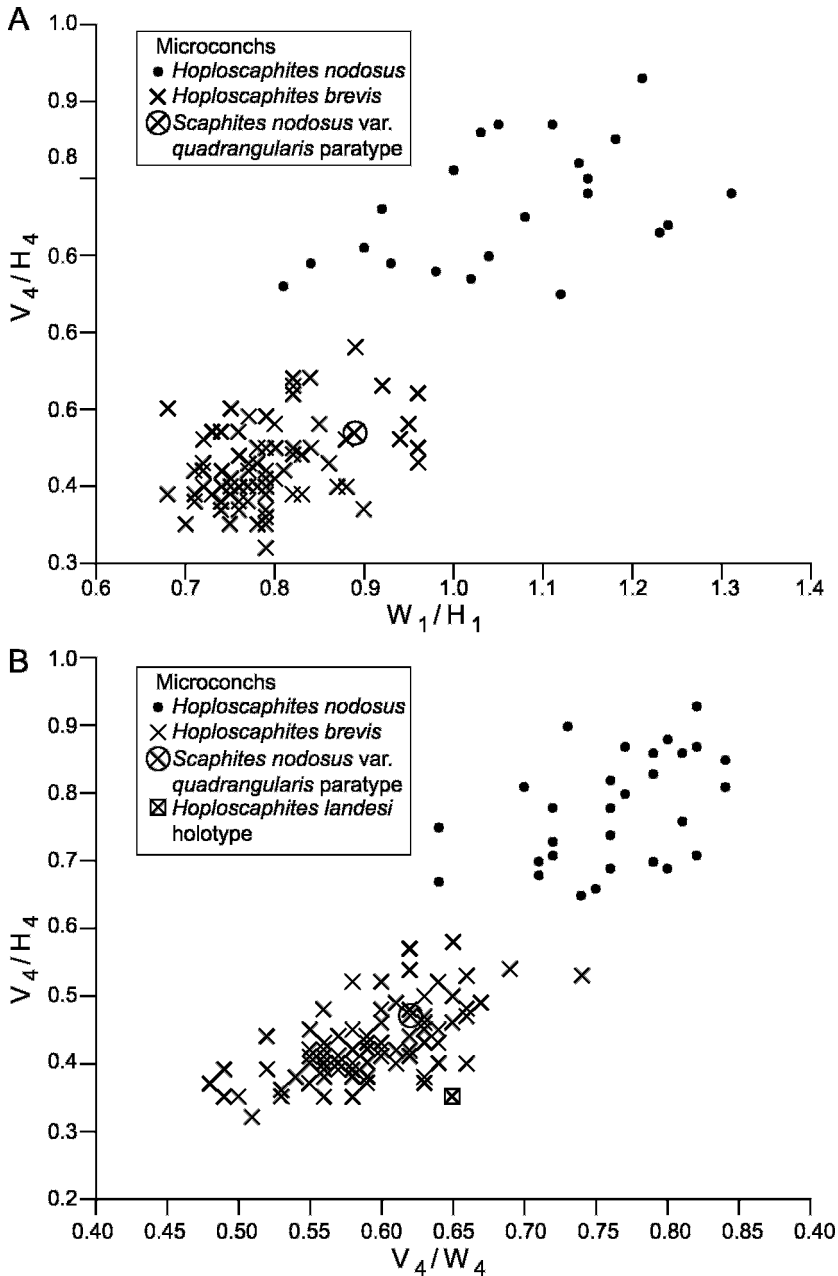 A
1.0
0.9
0.8
0.6
0.6
0.6
0.4
0.3
V₄/H₄
Microconchs
Hoploscaphites nodosus
Hoploscaphites brevis
Scaphites nodosus var.
quadrangularis paratype
0.6 0.7 0.8 0.9 1.0 1.1 1.2 1.3 1.4
W₁/H₁
B
1.0
0.9
0.8
0.7
0.6
0.5
0.4
0.3
0.2
V₄/H₄
Microconchs
Hoploscaphites nodosus
Hoploscaphites brevis
Scaphites nodosus var.
quadrangularis paratype
Hoploscaphites landesi
holotype
0.40 0.45 0.50 0.55 0.60 0.65 0.70 0.75 0.80 0.85 0.40
V₄/W₄